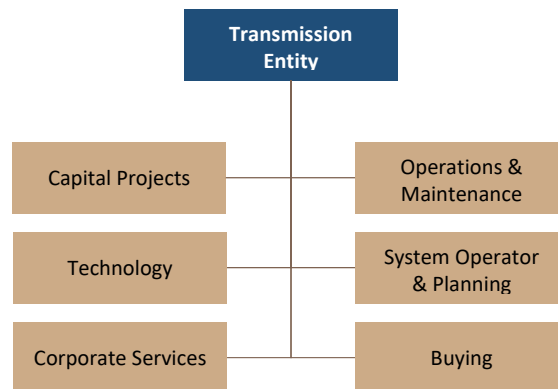 Transmission
Entity
Capital Projects
Operations &
Maintenance
Technology
System Operator
& Planning
Corporate Services
Buying